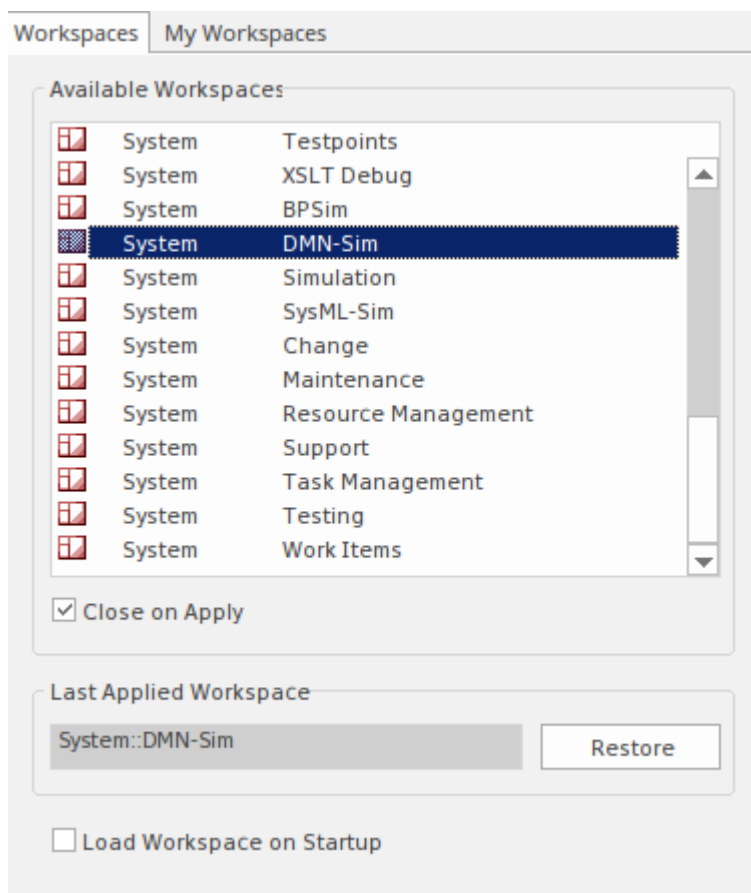 Workspaces My Workspaces
Available Workspaces
System Testpoints
System XSLT Debug
System BPSim
System DMN-Sim
System Simulation
System SysML-Sim
System Change
System Maintenance
System Resource Management
System Support
System Task Management
System Testing
System Work Items
Close on Apply
Last Applied Workspace
System::DMN-Sim Restore
Load Workspace on Startup